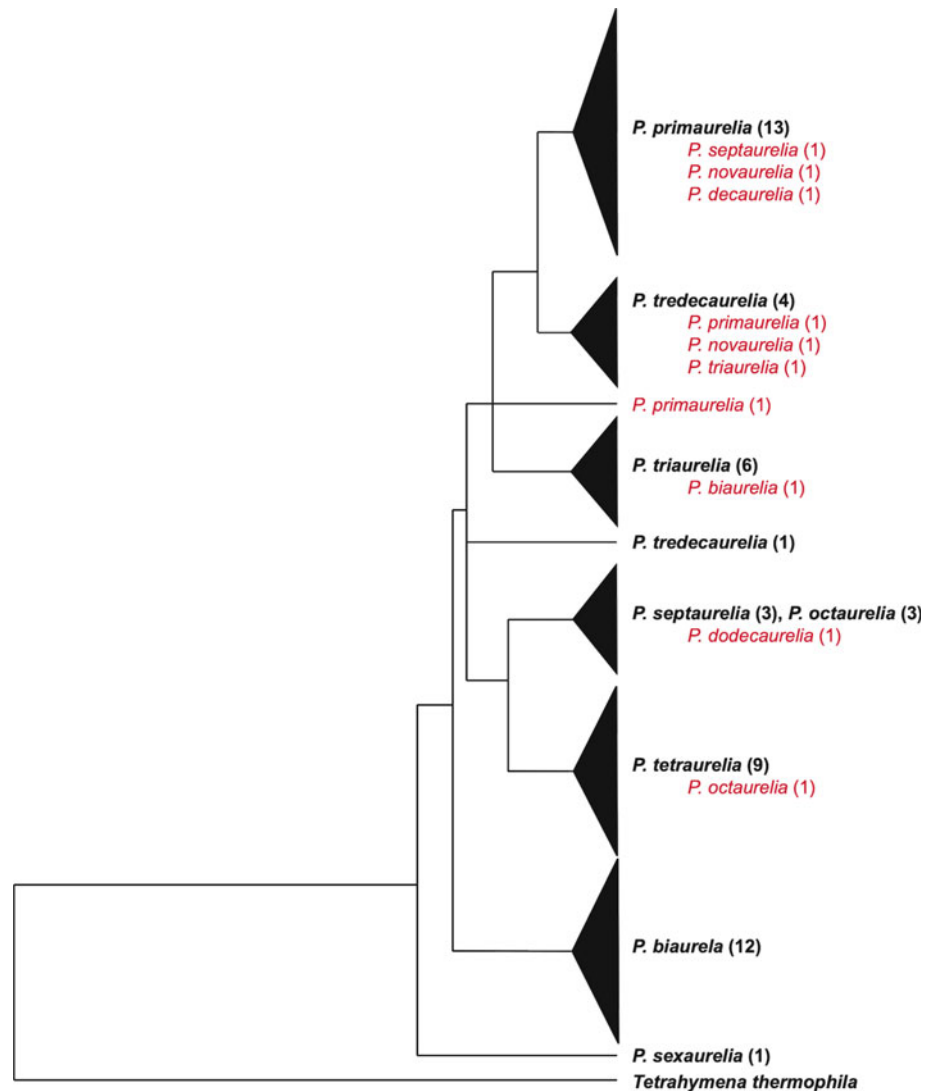 P. primaurelia (13)
P. septaurelia (1)
P. novaurelia (1)
P. decaurelia (1)
P. tredecaurelia (4)
P. primaurelia (1)
P. novaurelia (1)
P. triaurelia (1)
P. primaurelia (1)
P. triaurelia (6)
P. biaurelia (1)
P. tredecaurelia (1)
P. septaurelia (3), P. octaurelia (3)
P. dodecaurelia (1)
P. tetraurelia (9)
P. octaurelia (1)
P. biaurela (12)
P. sexaurelia (1)
Tetrahymena thermophila